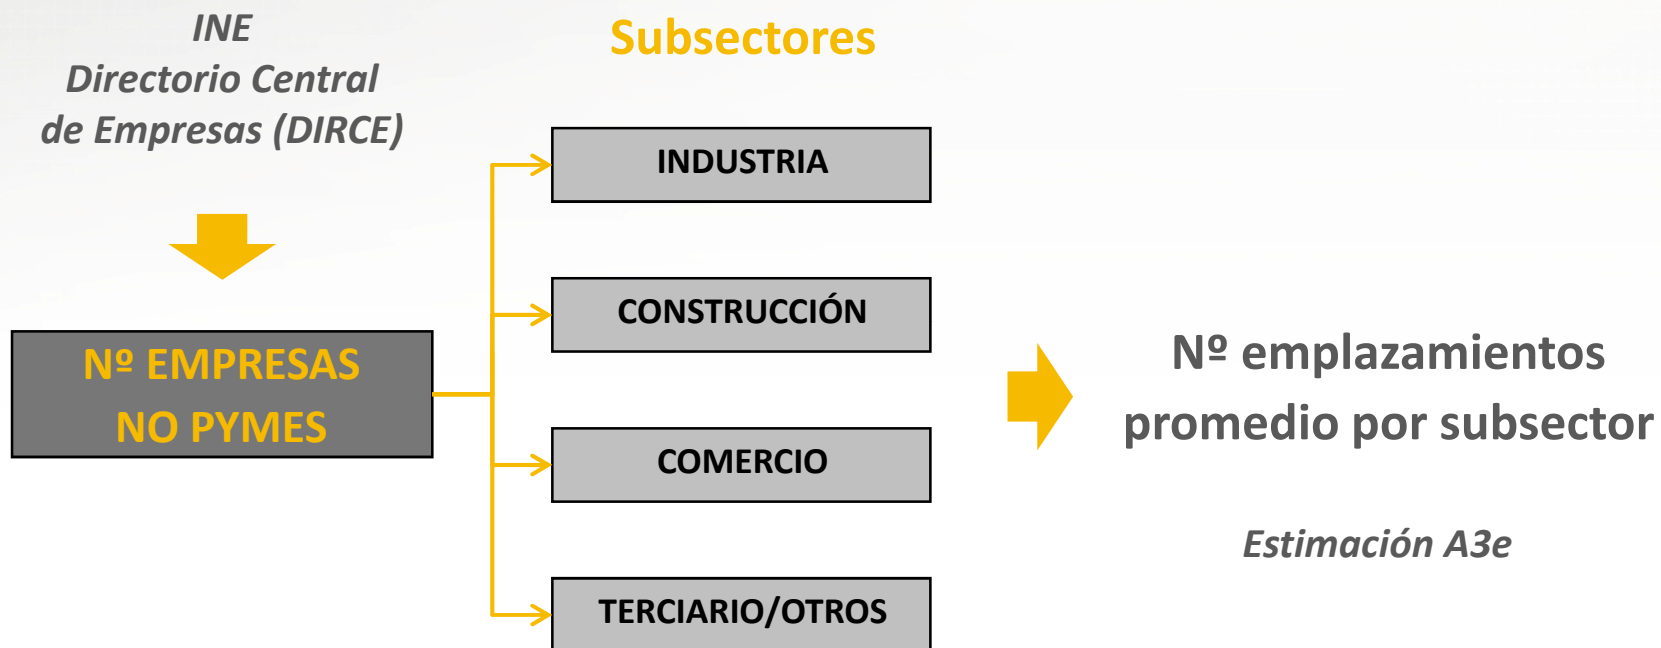 INE
Directorio Central
de Empresas (DIRCE)
Nº EMPRESAS
NO PYMES
Subsectores
INDUSTRIA
CONSTRUCCIÓN
COMERCIO
TERCIARIO/OTROS
Nº emplazamientos
promedio por subsector
Estimación A3e